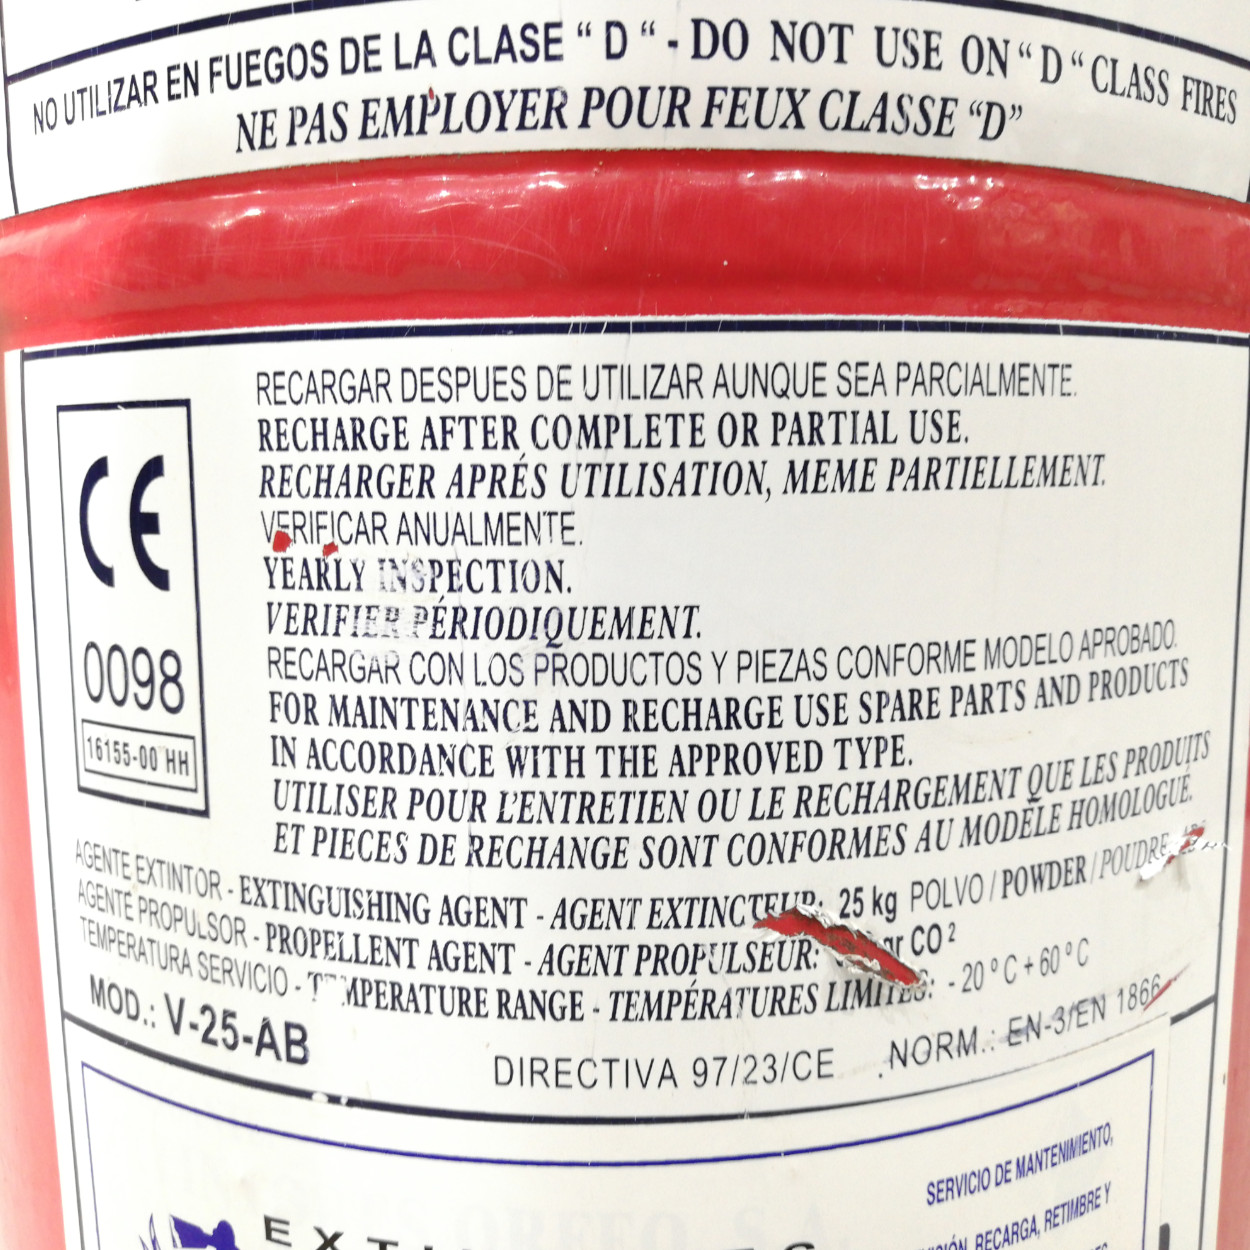 NO UTILIZAR EN FUEGOS DE LA CLASE “ D “ - DO NOT USE ON “ D “ CLASS FIRES
NE PAS EMPLOYER POUR FEUX CLASSE “D”
CE
0098
16155-00 HH
RECARGAR DESPUES DE UTILIZAR AUNQUE SEA PARCIALMENTE.
RECHARGE AFTER COMPLETE OR PARTIAL USE.
RECHARGER APRÉS UTILISATION, MEME PARTIELLEMENT.
VERIFICAR ANUALMENTE.
YEARLY INSPECTION.
VERIFIER PÉRIODIQUEMENT.
RECARGAR CON LOS PRODUCTOS Y PIEZAS CONFORME MODELO APROBADO.
FOR MAINTENANCE AND RECHARGE USE SPARE PARTS AND PRODUCTS
IN ACCORDANCE WITH THE APPROVED TYPE.
UTILISER POUR L'ENTRETIEN OU LE RECHARGEMENT QUE LES PRODUITS
ET PIECES DE RECHANGE SONT CONFORMES AU MODÈLE HOMOLOGUÉ.
AGENTE EXTINTOR - EXTINGUISHING AGENT - AGENT EXTINCTEUR: 25 kg POLVO / POWDER / POUDRE
AGENTE PROPULSOR - PROPELLENT AGENT - AGENT PROPULSEUR: CO²
TEMPERATURA SERVICIO - TEMPERATURE RANGE - TEMPÉRATURES LIMITES: - 20 º C + 60 º C
MOD.: V-25-AB
DIRECTIVA 97/23/CE
NORM.: EN-3/EN 1866
SERVICIO DE MANTENIMIENTO,
RECARGA, RETIMBRE Y